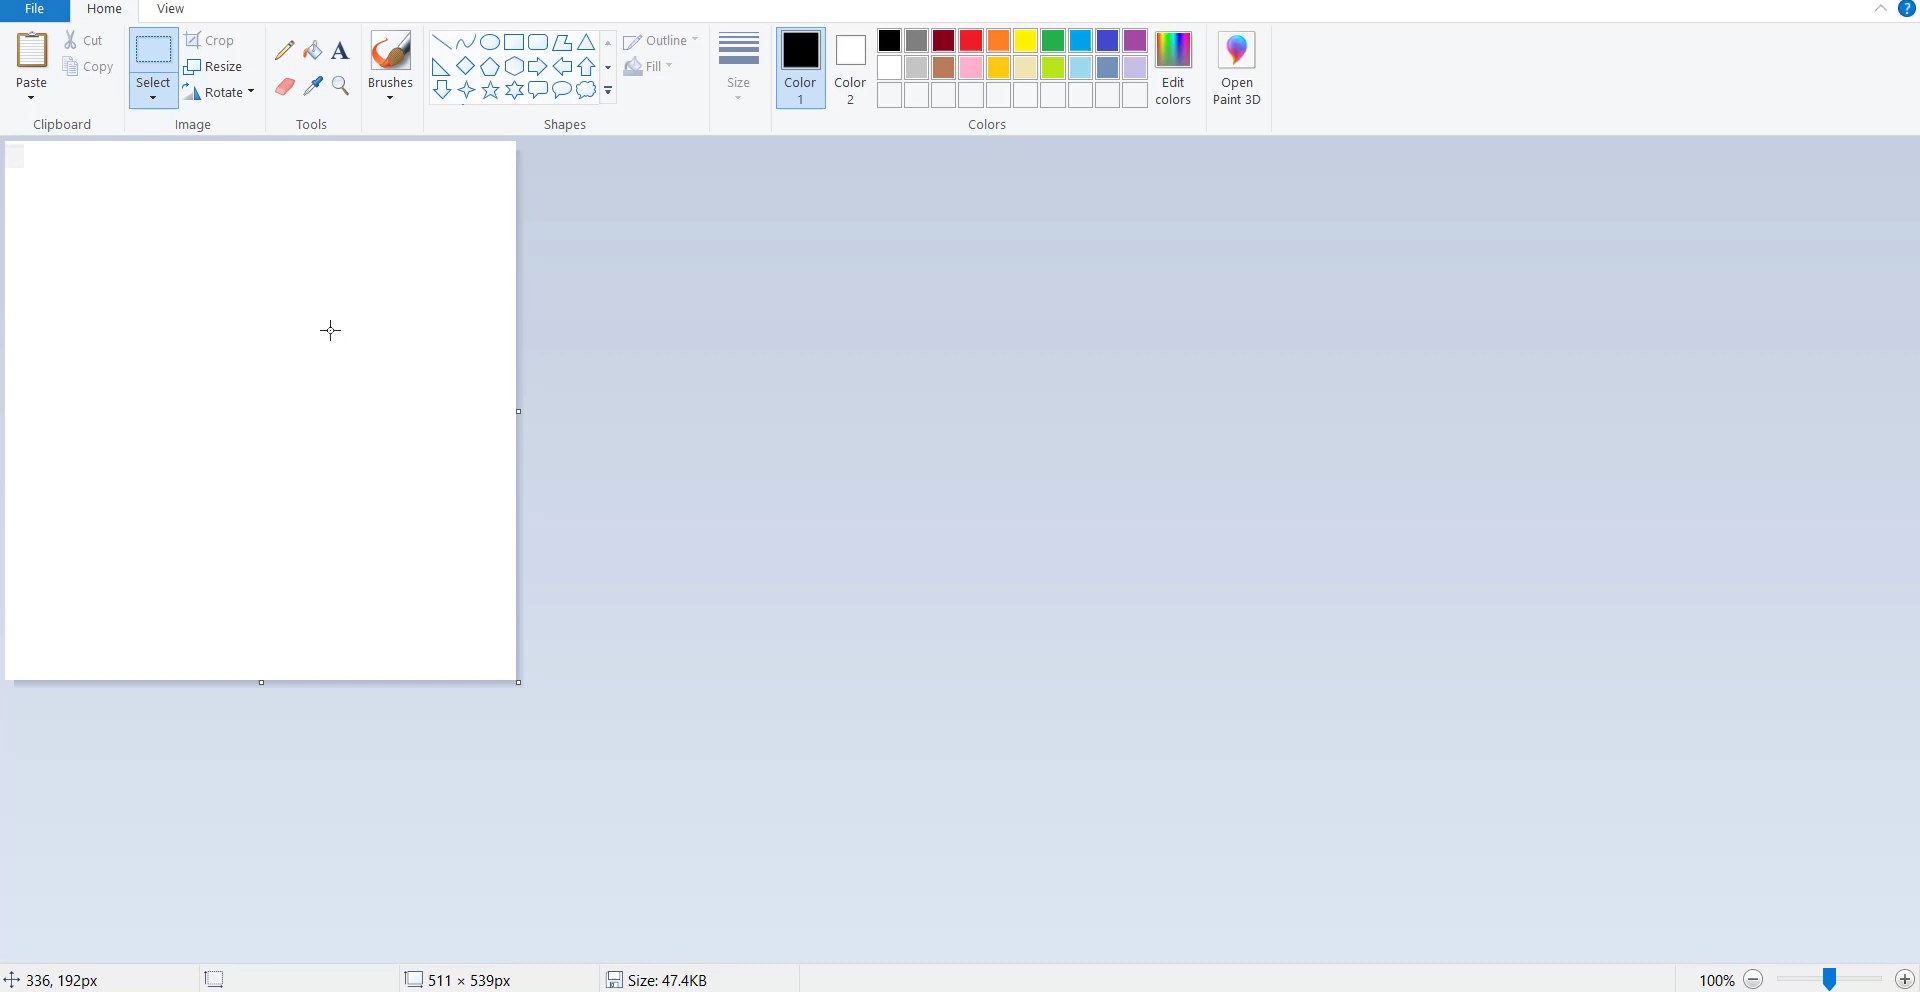 File Home View
Paste Cut Copy
Clipboard
Select Crop Resize Rotate
Image
Tools
Brushes
Outline Fill
Shapes
Size
Color 1 Color 2
Edit colors
Colors
Open Paint 3D
336, 192px 511 × 539px Size: 47.4KB 100%